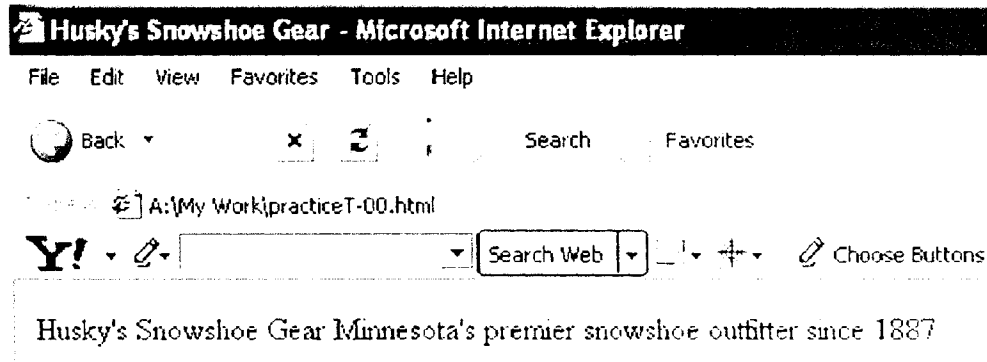 Husky's Snowshoe Gear - Microsoft Internet Explorer
File Edit View Favorites Tools Help
Back Search Favorites
A:\My Work\practiceT-00.html
Y! Search Web Choose Buttons
Husky's Snowshoe Gear Minnesota's premier snowshoe outfitter since 1887